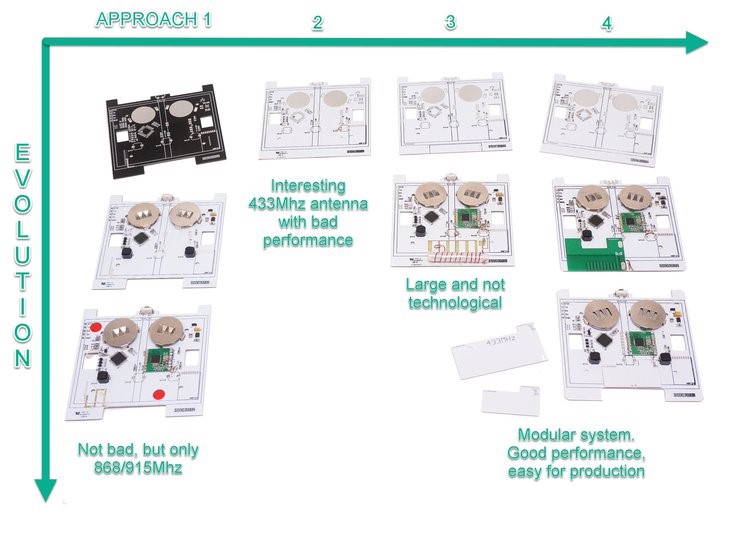 APPROACH 1
2
3
4
EVOLUTION
Interesting
433Mhz antenna
with bad
performance
Large and not
technological
433MHz
Not bad, but only
868/915Mhz
Modular system.
Good performance,
easy for production